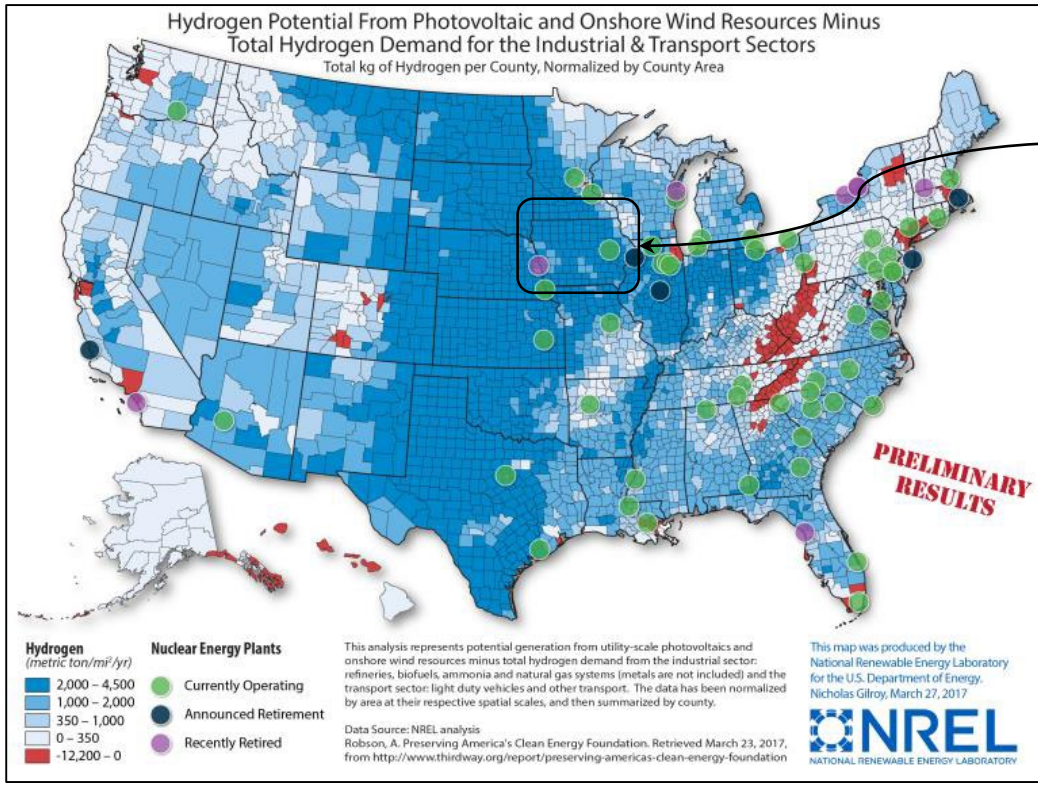 Hydrogen Potential From Photovoltaic and Onshore Wind Resources Minus
Total Hydrogen Demand for the Industrial & Transport Sectors
Total kg of Hydrogen per County, Normalized by County Area
PRELIMINARY
RESULTS
Hydrogen
(metric ton/mi²/yr)
2,000 – 4,500
1,000 – 2,000
350 – 1,000
0 – 350
-12,200 – 0
Nuclear Energy Plants
Currently Operating
Announced Retirement
Recently Retired
This analysis represents potential generation from utility-scale photovoltaics and
onshore wind resources minus total hydrogen demand from the industrial sector:
refineries, biofuels, ammonia and natural gas systems (metals are not included) and the
transport sector: light duty vehicles and other transport. The data has been normalized
by area at their respective spatial scales, and then summarized by county.
Data Source: NREL analysis
Robson, A. Preserving America's Clean Energy Foundation. Retrieved March 23, 2017,
from http://www.thirdway.org/report/preserving-americas-clean-energy-foundation
This map was produced by the
National Renewable Energy Laboratory
for the U.S. Department of Energy.
Nicholas Gilroy, March 27, 2017
NREL
NATIONAL RENEWABLE ENERGY LABORATORY